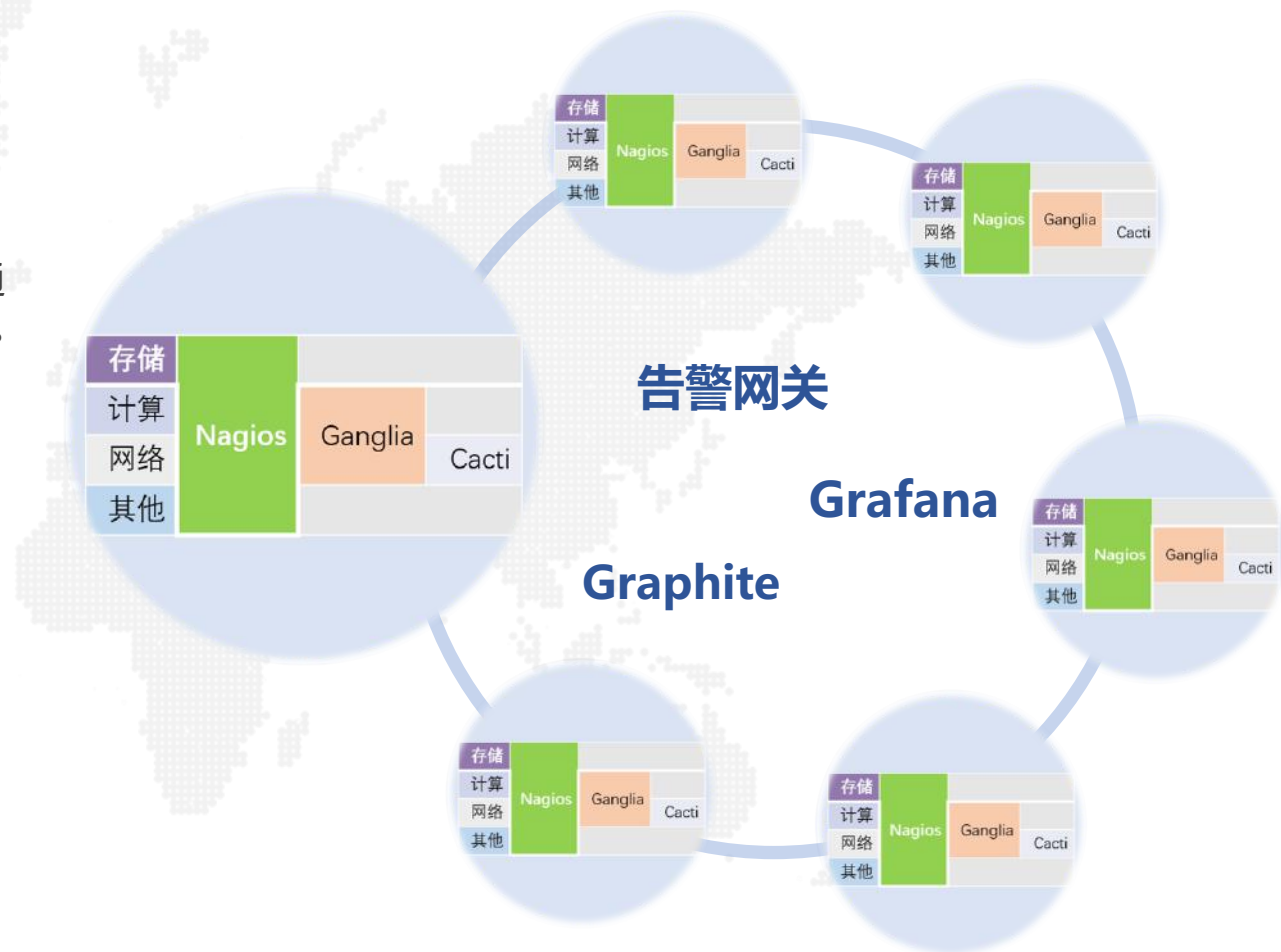 存储
计算
网络
其他
Nagios
Ganglia
Cacti
存储
计算
网络
其他
Nagios
Ganglia
Cacti
通
。
存储
计算
网络
其他
Nagios
Ganglia
Cacti
告警网关
Grafana
Graphite
存储
计算
网络
其他
Nagios
Ganglia
Cacti
存储
计算
网络
其他
Nagios
Ganglia
Cacti
存储
计算
网络
其他
Nagios
Ganglia
Cacti